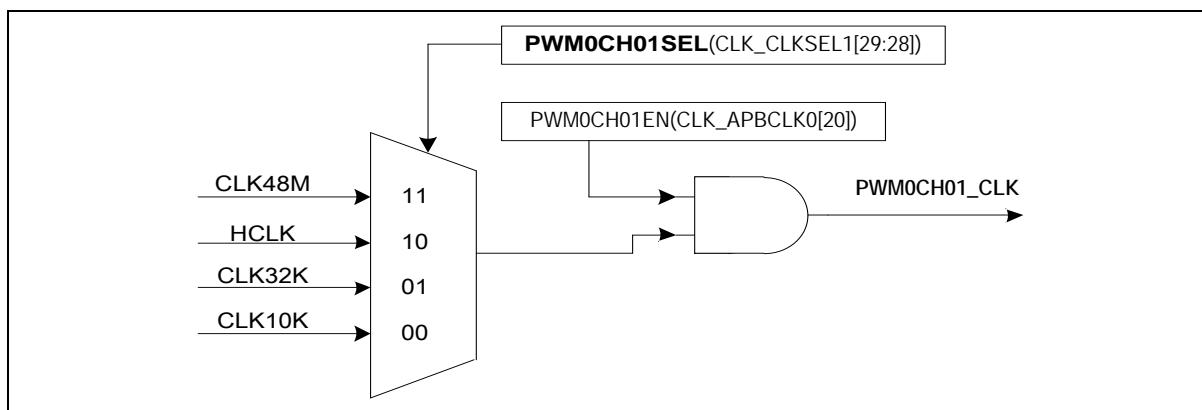 PWM0CH01SEL(CLK_CLKSEL1[29:28])
PWM0CH01EN(CLK_APBCLK0[20])
CLK48M
11
PWM0CH01_CLK
HCLK
10
CLK32K
01
CLK10K
00